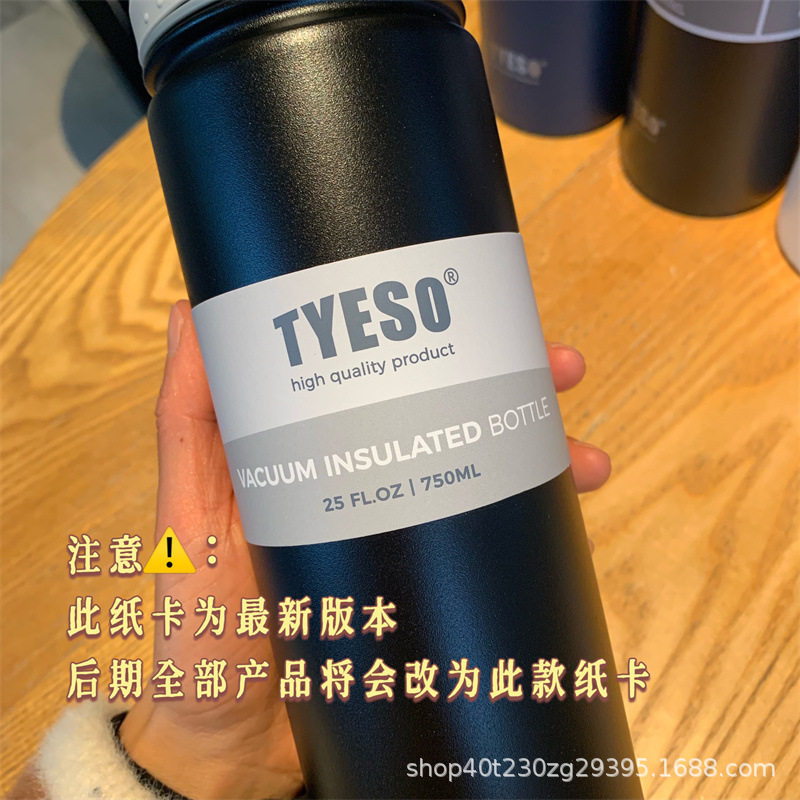 TYESO
TYESO®
high quality product
VACUUM INSULATED BOTTLE
25 FL.OZ | 750ML
注意⚠️：
此纸卡为最新版本
后期全部产品将会改为此款纸卡
shop40t230zg29395.1688.com